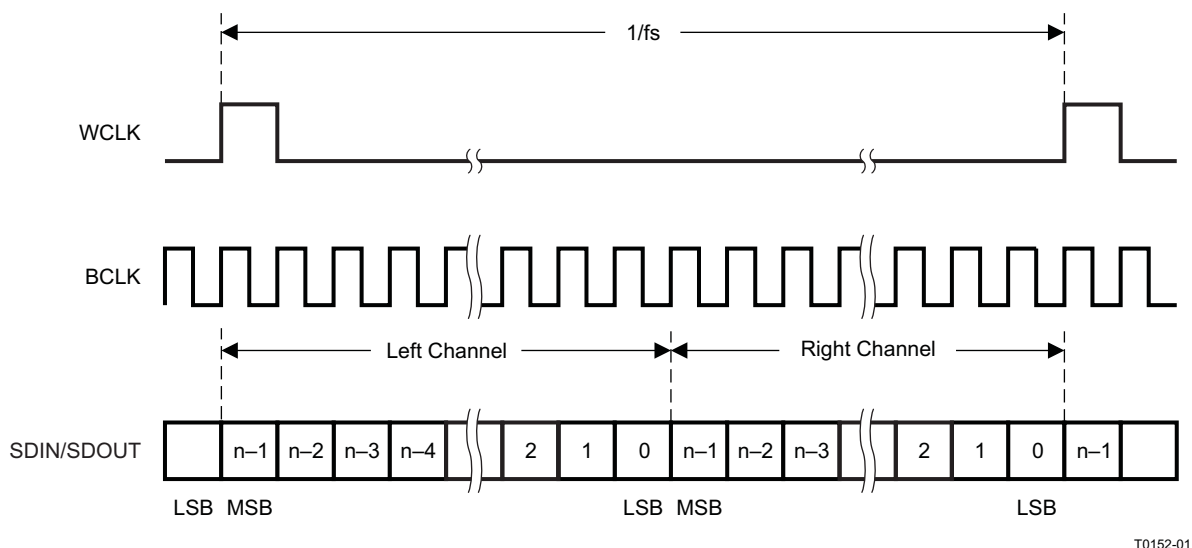 1/fs
WCLK
BCLK
Left Channel Right Channel
SDIN/SDOUT n–1 n–2 n–3 n–4 2 1 0 n–1 n–2 n–3 2 1 0 n–1
LSB MSB LSB MSB LSB
T0152-01